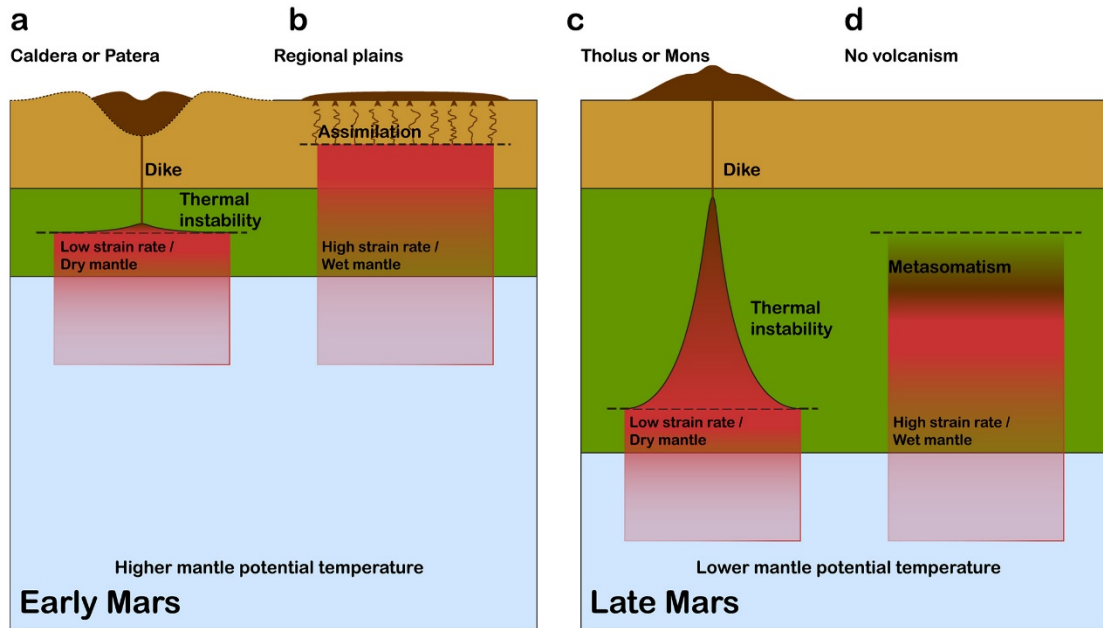 a
b
c
d
Caldera or Patera
Regional plains
Tholus or Mons
No volcanism
Assimilation
Dike
Thermal
instability
Low strain rate /
Dry mantle
High strain rate /
Wet mantle
Higher mantle potential temperature
Early Mars
Dike
Metasomatism
Thermal
instability
Low strain rate /
Dry mantle
High strain rate /
Wet mantle
Lower mantle potential temperature
Late Mars